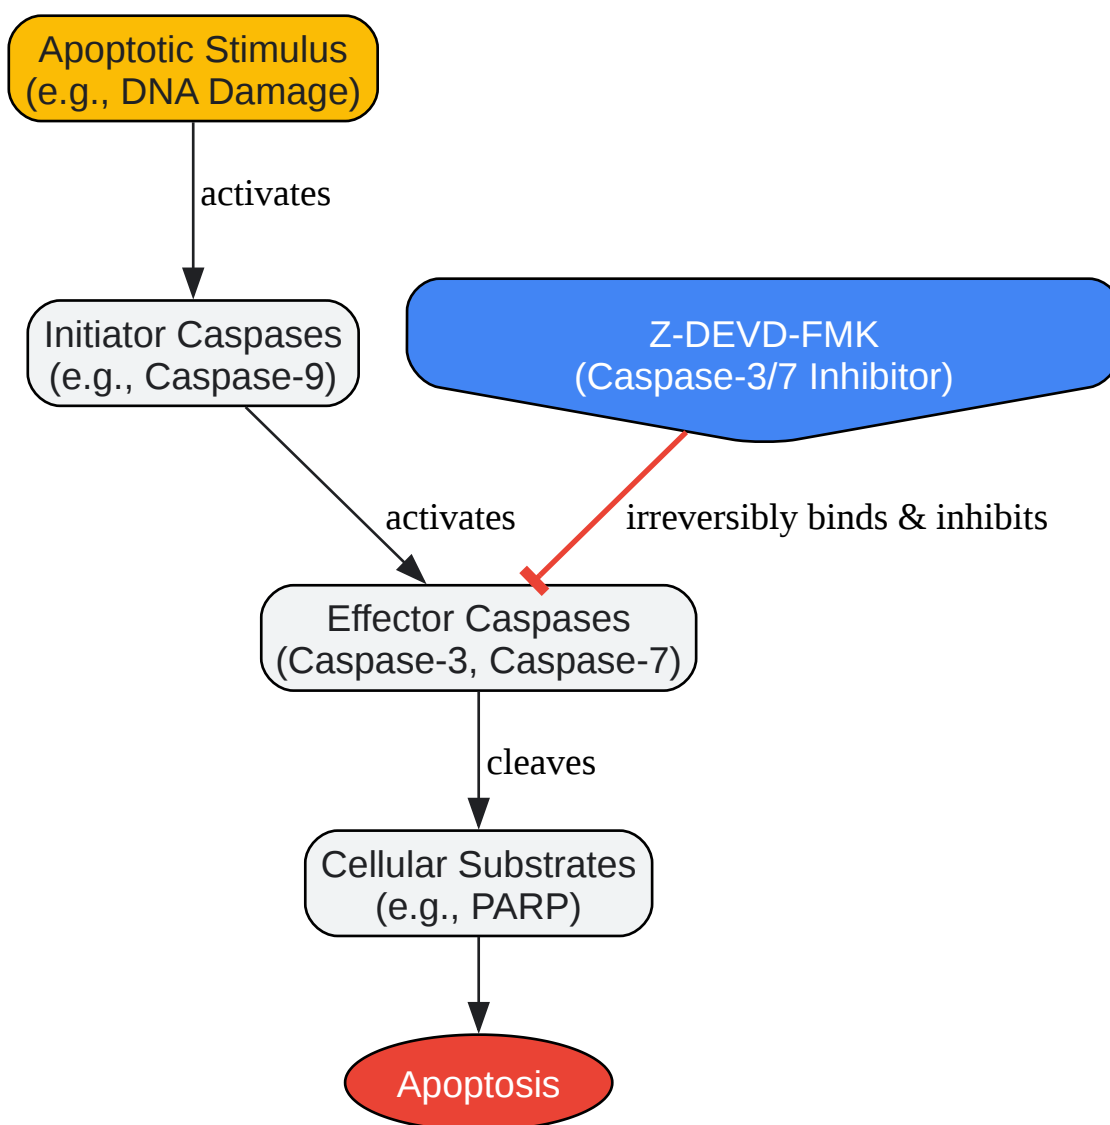 Apoptotic Stimulus
(e.g., DNA Damage)
activates
Initiator Caspases
(e.g., Caspase-9)
Z-DEVD-FMK
(Caspase-3/7 Inhibitor)
activates
irreversibly binds & inhibits
Effector Caspases
(Caspase-3, Caspase-7)
cleaves
Cellular Substrates
(e.g., PARP)
Apoptosis